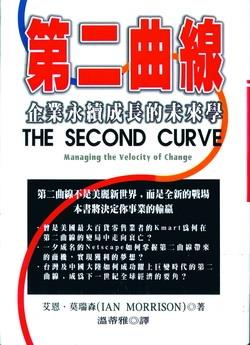 第二曲線
企業永續成長的未來學
THE SECOND CURVE
Managing the Velocity of Change
第二曲線不是美麗新世界，而是全新的戰場
本書將決定你事業的輸贏
·曾是美國最大百貨零售業者的Kmart為何在
第二曲線的變局中走向衰亡？
·一夕成名的Netscape如何掌握第二曲線帶來
的商機，實現獲利的夢想？
·台灣及中國大陸如何成功躍上巨變時代的第二
曲線，成為下一世紀全球經濟的要角？
艾恩·莫瑞森(IAN MORRISON)著
溫蒂雅譯